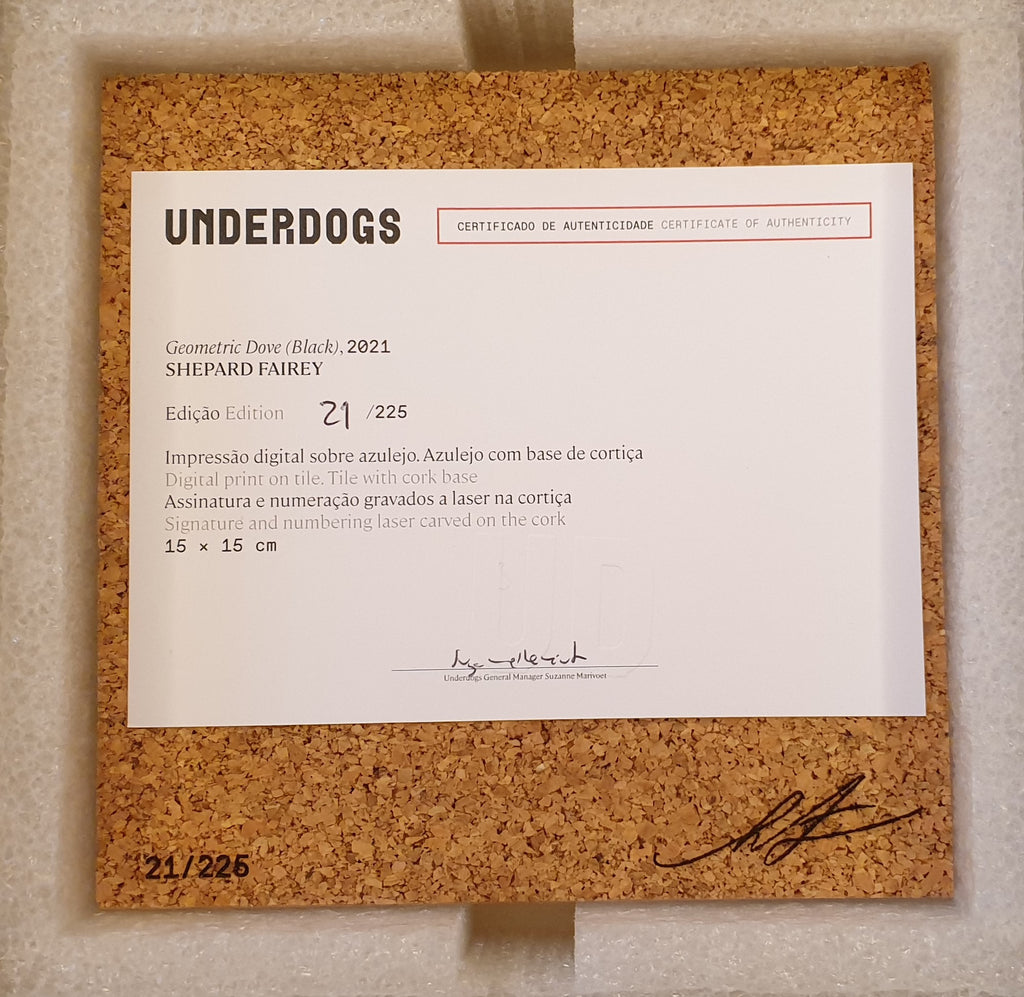 UNDERDOGS
CERTIFICADO DE AUTENTICIDADE CERTIFICATE OF AUTHENTICITY
Geometric Dove (Black), 2021
SHEPARD FAIREY
Edição Edition 21 /225
Impressão digital sobre azulejo. Azulejo com base de cortiça
Digital print on tile. Tile with cork base
Assinatura e numeração gravados a laser na cortiça
Signature and numbering laser carved on the cork
15 × 15 cm
Underdogs General Manager Suzanne Marivoet
21/225